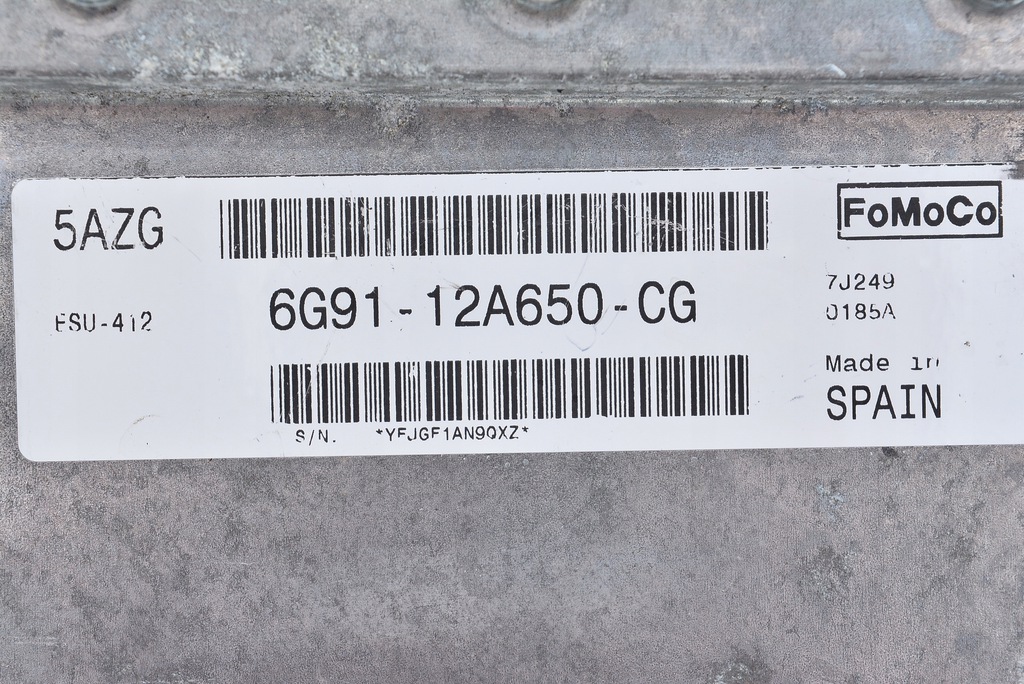 5AZG
FoMoCo
6G91-12A650-CG
7J249
0185A
ESU-412
Made in
SPAIN
S/N. *YFJGF1AN9QXZ*